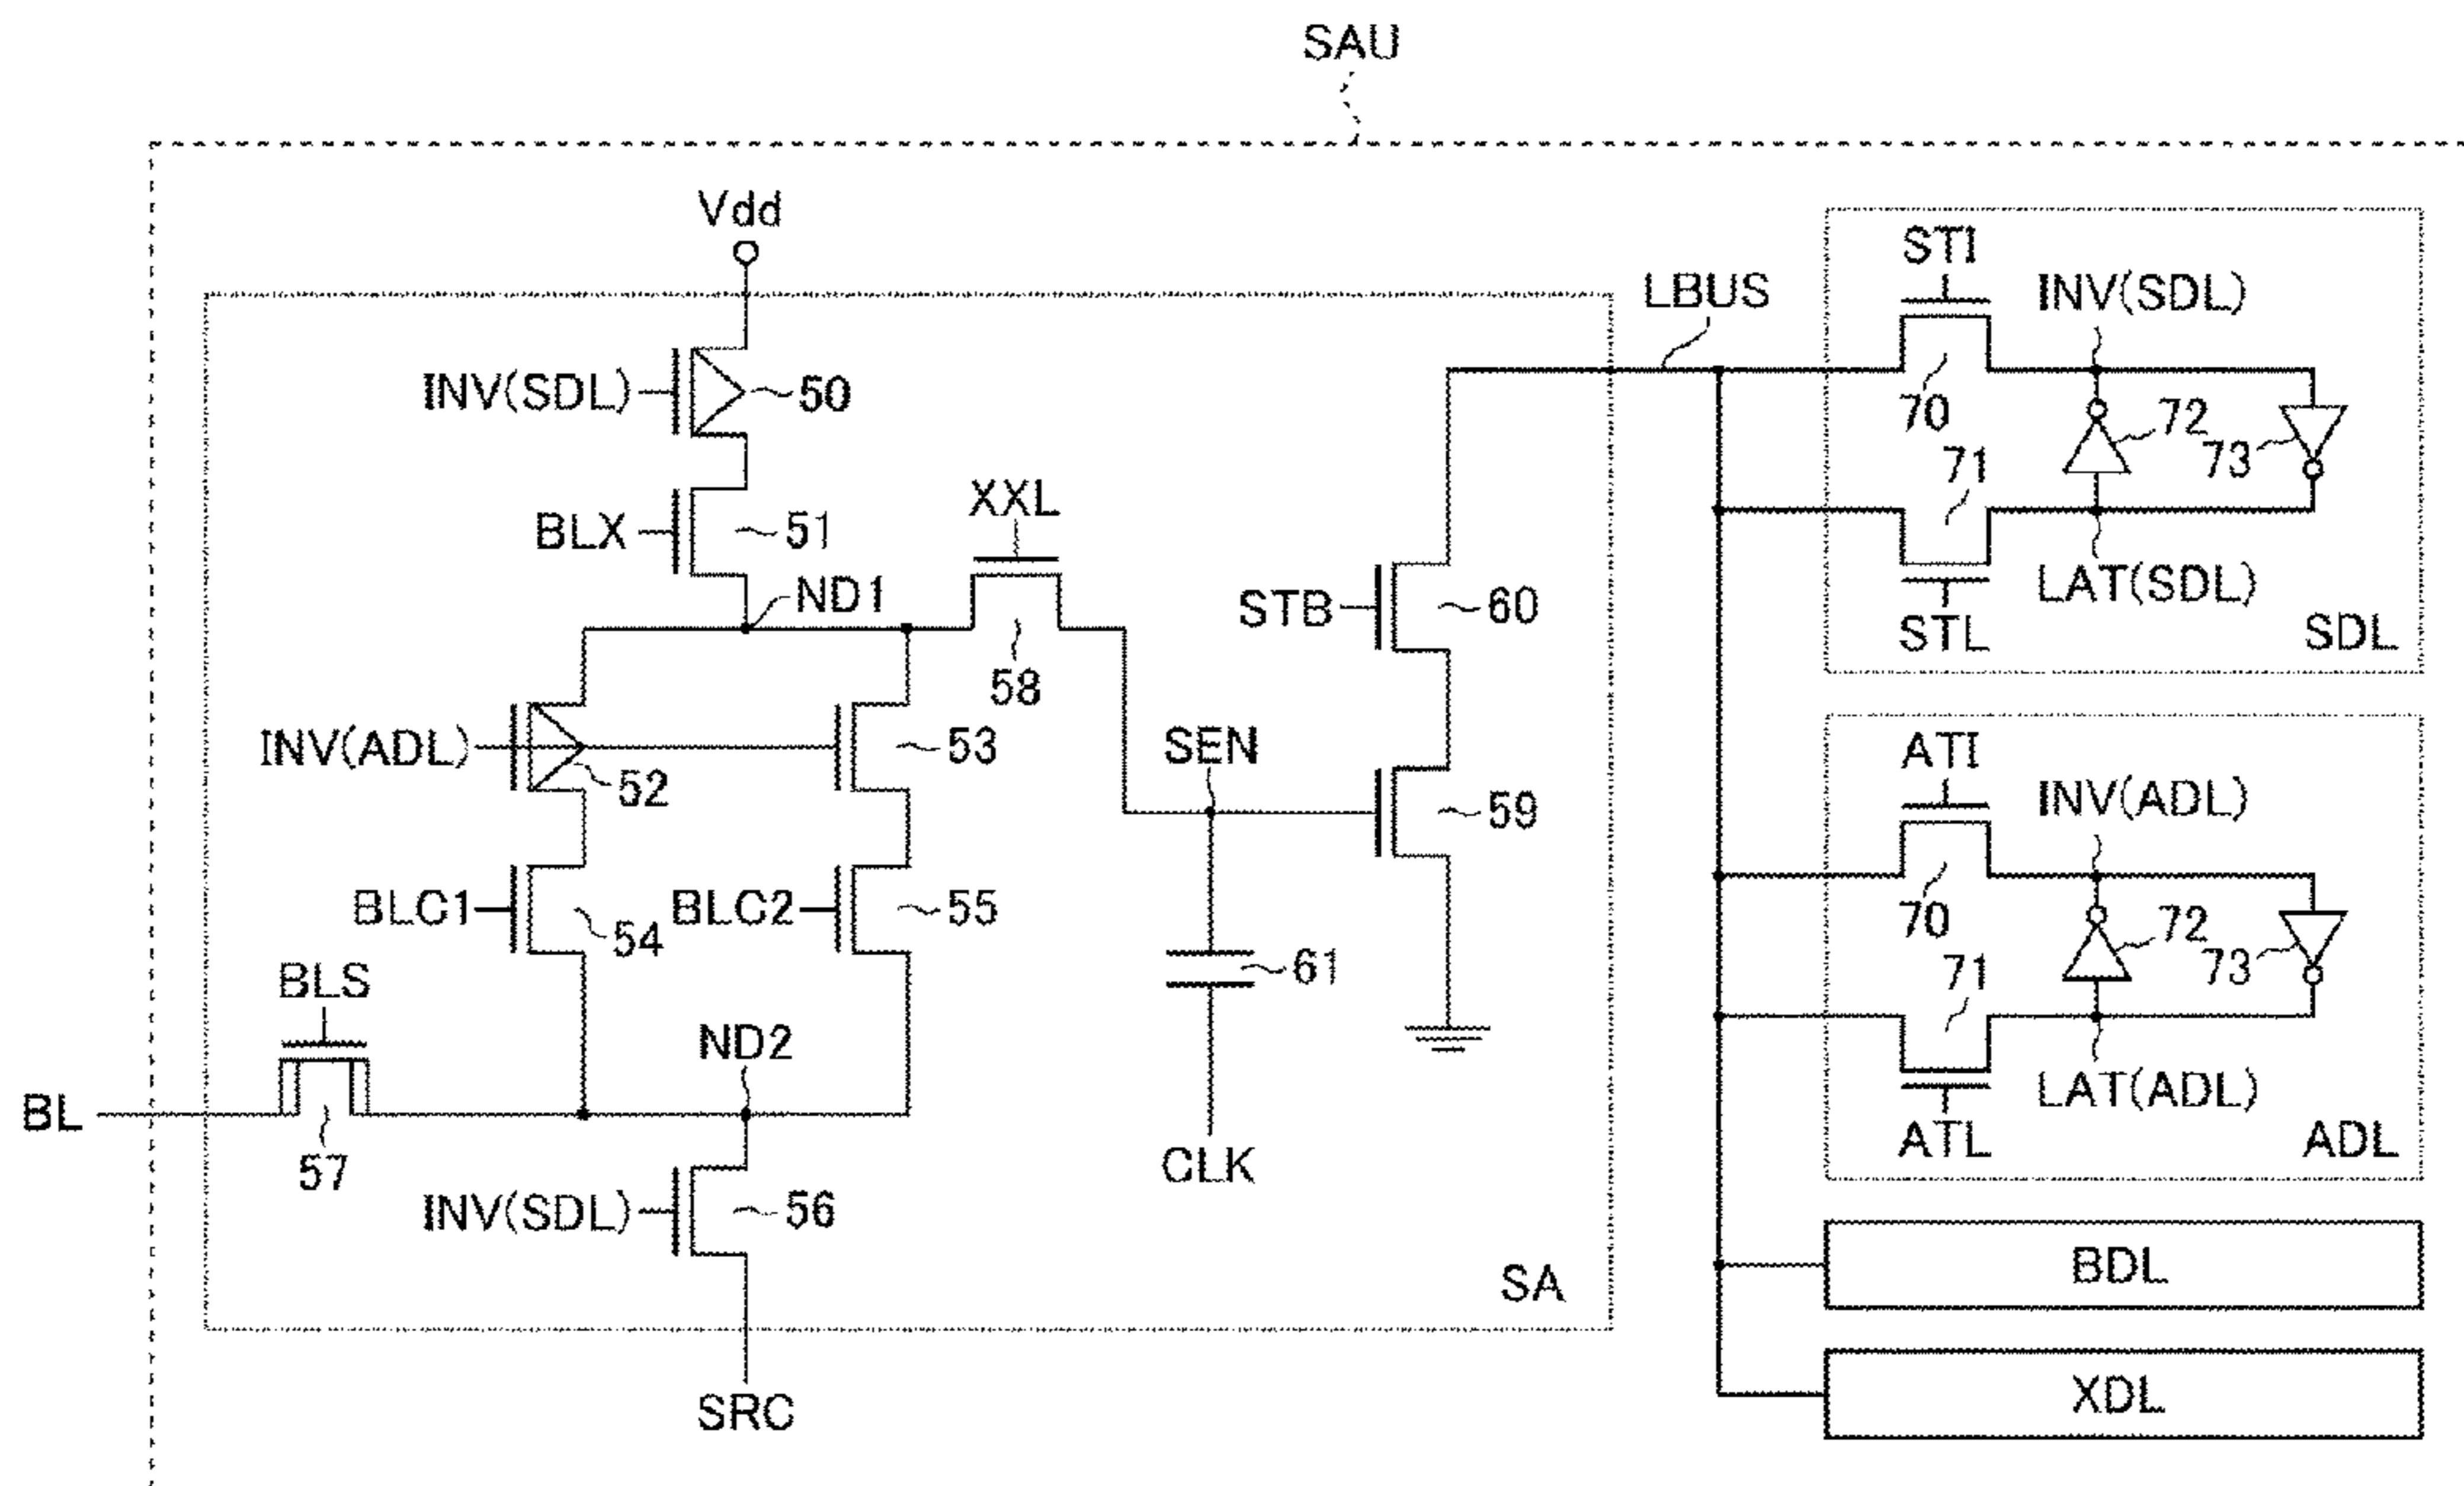 SAU
Vdd
INV(SDL)
50
BLX
51
ND1
XXL
58
INV(ADL)
52
53
BLC1
54
BLC2
55
BLS
57
BL
ND2
INV(SDL)
56
SRC
SEN
61
CLK
STB
60
59
SA
LBUS
STI
INV(SDL)
70
72
73
71
LAT(SDL)
STL
SDL
ATI
INV(ADL)
70
72
73
71
LAT(ADL)
ATL
ADL
BDL
XDL